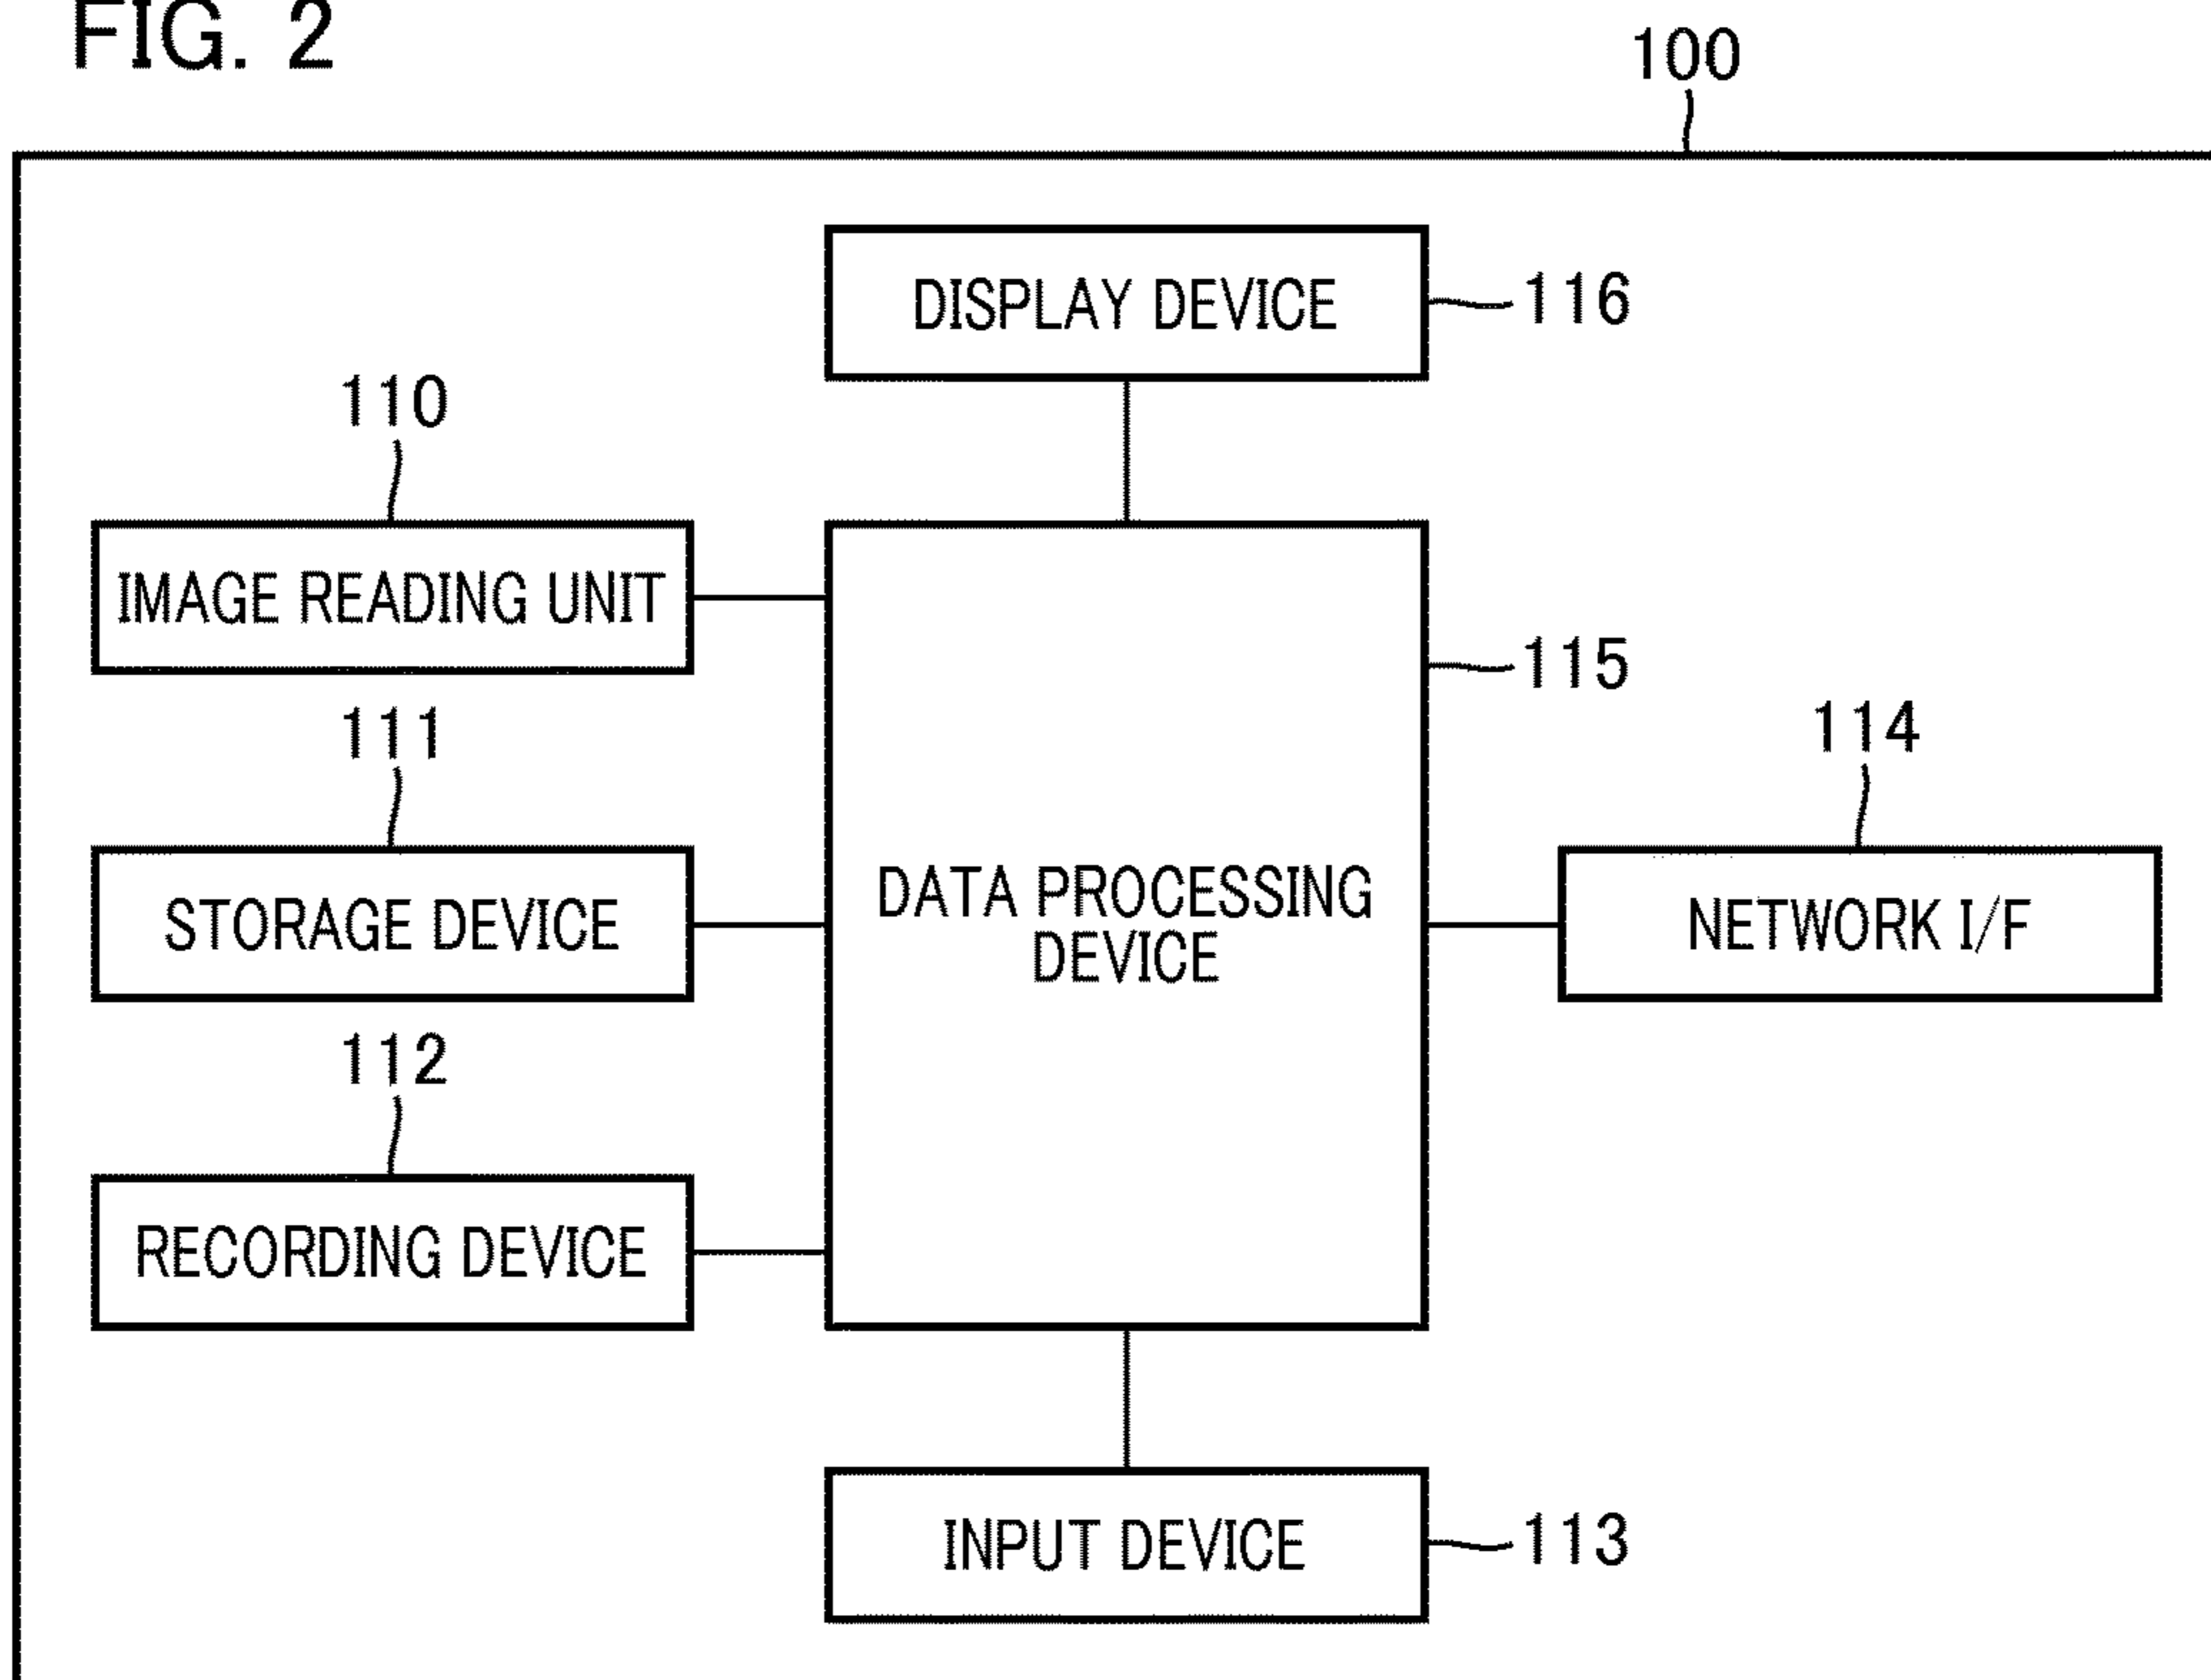 FIG. 2
100
DISPLAY DEVICE
116
110
IMAGE READING UNIT
115
111
114
STORAGE DEVICE
DATA PROCESSING
DEVICE
NETWORK I/F
112
RECORDING DEVICE
INPUT DEVICE
113